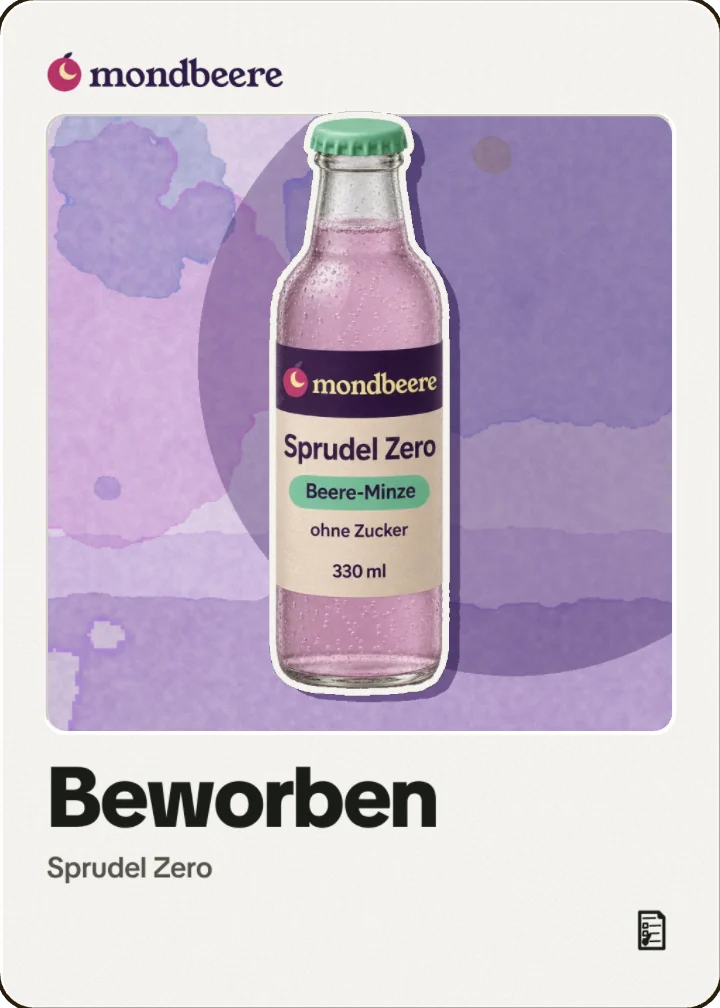 mondbeere
mondbeere
Sprudel Zero
Beere-Minze
ohne Zucker
330 ml
Beworben
Sprudel Zero